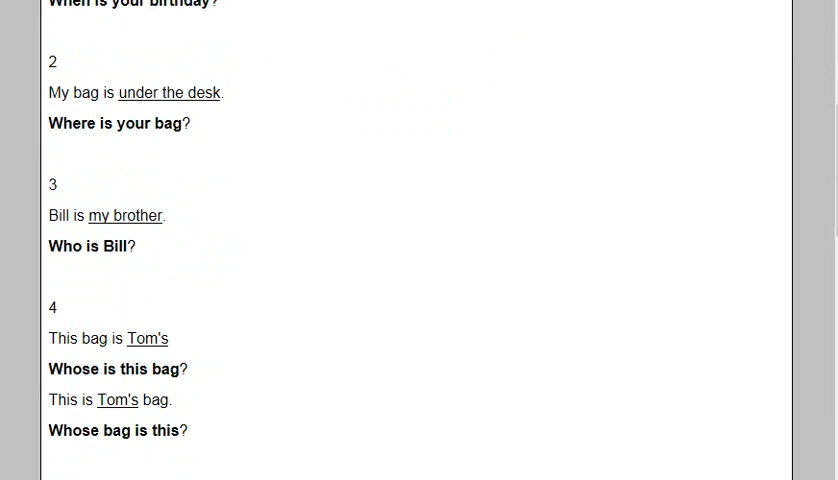 When is your birthday?
2
My bag is under the desk.
Where is your bag?
3
Bill is my brother.
Who is Bill?
4
This bag is Tom's
Whose is this bag?
This is Tom's bag.
Whose bag is this?